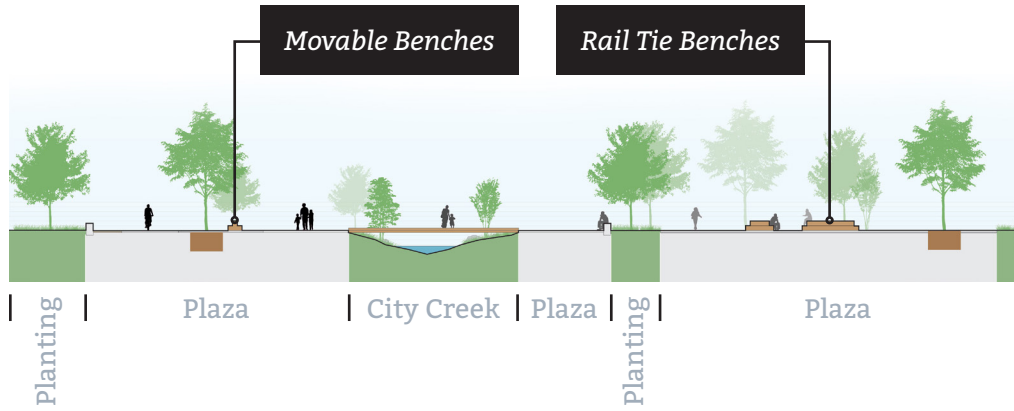 Movable Benches
Rail Tie Benches
Planting
Plaza
City Creek
Plaza
Planting
Plaza